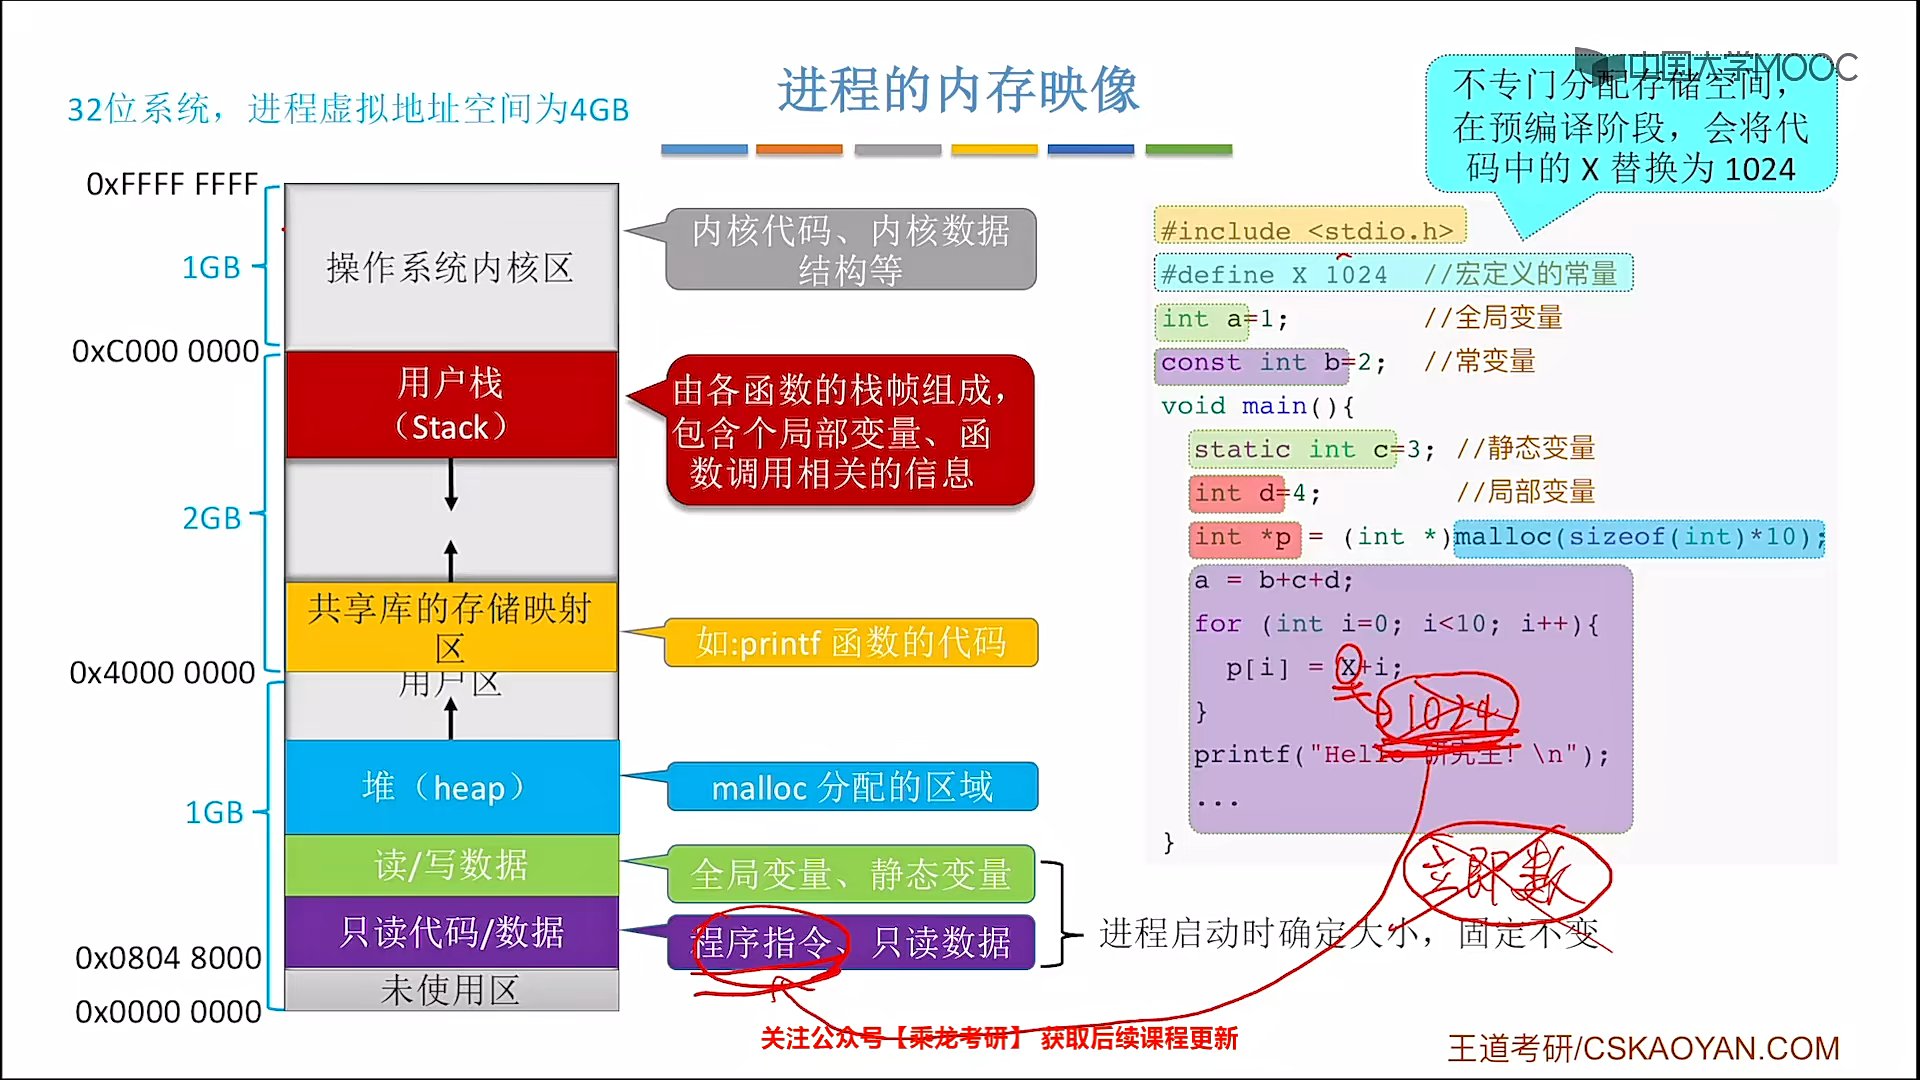 进程的内存映像
中国大学MOOC
32位系统，进程虚拟地址空间为4GB
不专门分配存储空间，
在预编译阶段，会将代
码中的 X 替换为 1024
0xFFFF FFFF
1GB
操作系统内核区
内核代码、内核数据
结构等
0xC000 0000
用户栈
（Stack）
由各函数的栈帧组成，
包含个局部变量、函
数调用相关的信息
2GB
共享库的存储映射
区
如:printf 函数的代码
0x4000 0000
用户区
堆（heap）
malloc 分配的区域
1GB
读/写数据
全局变量、静态变量
只读代码/数据
程序指令、只读数据
进程启动时确定大小，固定不变
0x0804 8000
未使用区
0x0000 0000
#include <stdio.h>
#define X 1024 //宏定义的常量
int a=1; //全局变量
const int b=2; //常变量
void main(){
static int c=3; //静态变量
int d=4; //局部变量
int *p = (int *)malloc(sizeof(int)*10);
a = b+c+d;
for (int i=0; i<10; i++){
p[i] = X+i;
1024
}
printf("Hello 研究生! \n");
...
}
立即数
关注公众号【乘龙考研】 获取后续课程更新
王道考研/CSKAOYAN.COM